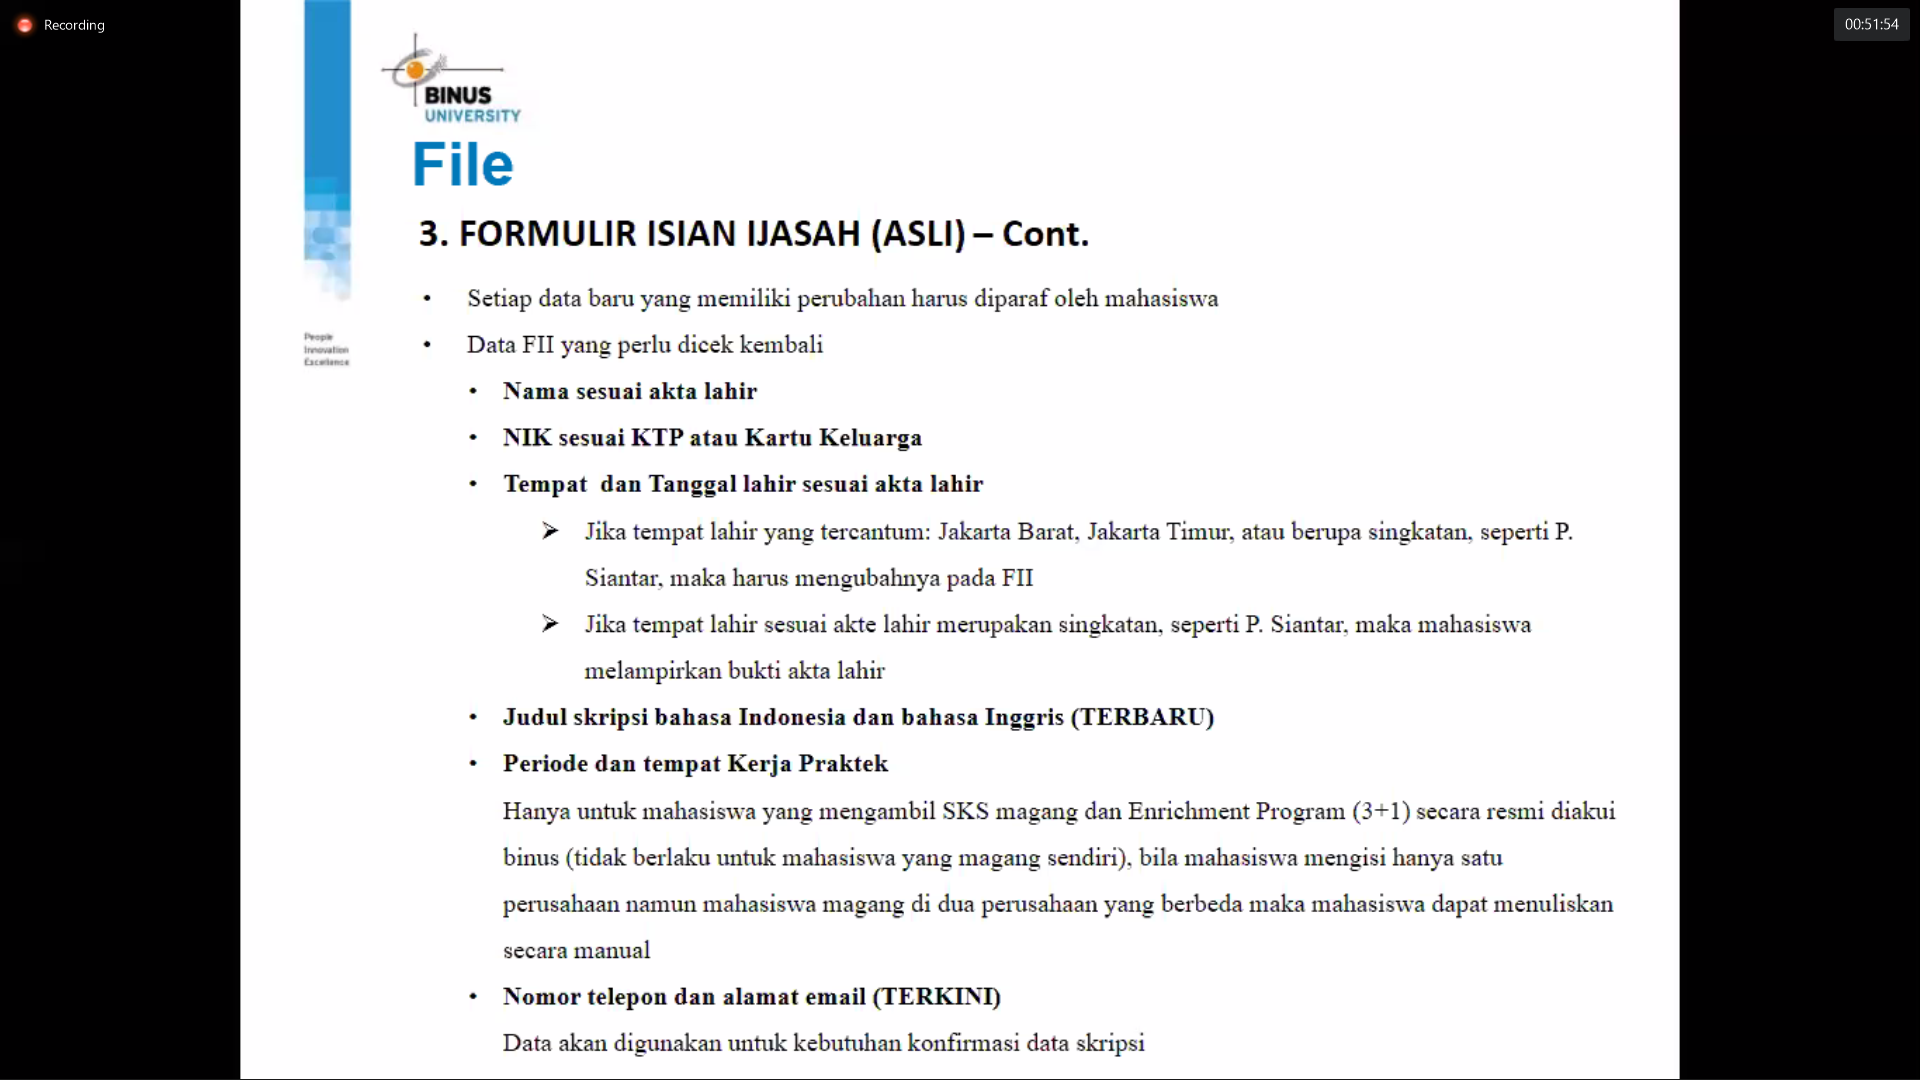 Recording
00:51:54
BINUS
UNIVERSITY
File
3. FORMULIR ISIAN IJASAH (ASLI) – Cont.
• Setiap data baru yang memiliki perubahan harus diparaf oleh mahasiswa
People
Innovation
Excellence
• Data FII yang perlu dicek kembali
• Nama sesuai akta lahir
• NIK sesuai KTP atau Kartu Keluarga
• Tempat dan Tanggal lahir sesuai akta lahir
➢ Jika tempat lahir yang tercantum: Jakarta Barat, Jakarta Timur, atau berupa singkatan, seperti P.
Siantar, maka harus mengubahnya pada FII
➢ Jika tempat lahir sesuai akte lahir merupakan singkatan, seperti P. Siantar, maka mahasiswa
melampirkan bukti akta lahir
• Judul skripsi bahasa Indonesia dan bahasa Inggris (TERBARU)
• Periode dan tempat Kerja Praktek
Hanya untuk mahasiswa yang mengambil SKS magang dan Enrichment Program (3+1) secara resmi diakui
binus (tidak berlaku untuk mahasiswa yang magang sendiri), bila mahasiswa mengisi hanya satu
perusahaan namun mahasiswa magang di dua perusahaan yang berbeda maka mahasiswa dapat menuliskan
secara manual
• Nomor telepon dan alamat email (TERKINI)
Data akan digunakan untuk kebutuhan konfirmasi data skripsi